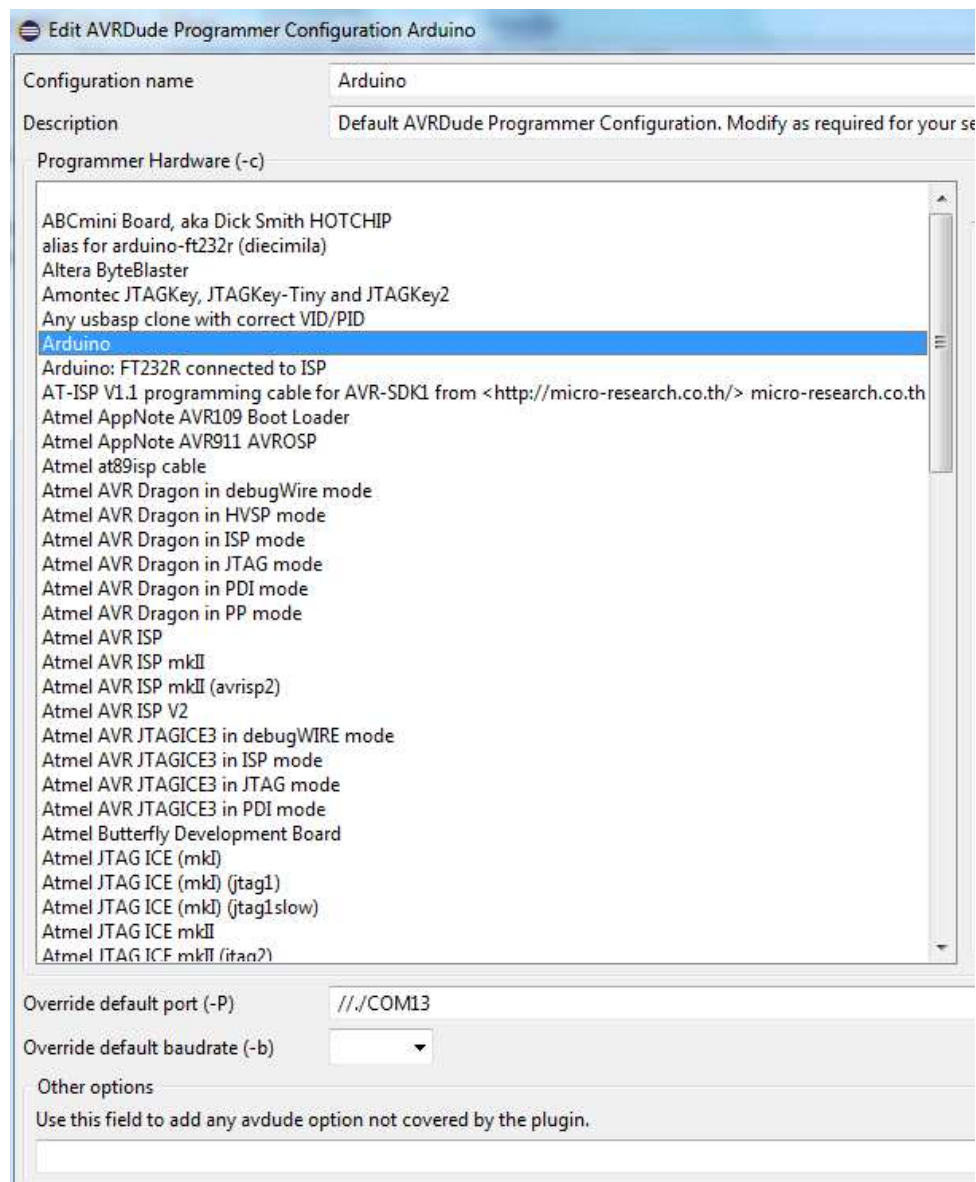 Edit AVRDude Programmer Configuration Arduino
Configuration name Arduino
Description Default AVRDude Programmer Configuration. Modify as required for your se
Programmer Hardware (-c)
ABCmini Board, aka Dick Smith HOTCHIP
alias for arduino-ft232r (diecimila)
Altera ByteBlaster
Amontec JTAGKey, JTAGKey-Tiny and JTAGKey2
Any usbasp clone with correct VID/PID
Arduino
Arduino: FT232R connected to ISP
AT-ISP V1.1 programming cable for AVR-SDK1 from <http://micro-research.co.th/> micro-research.co.th
Atmel AppNote AVR109 Boot Loader
Atmel AppNote AVR911 AVROSP
Atmel at89isp cable
Atmel AVR Dragon in debugWire mode
Atmel AVR Dragon in HVSP mode
Atmel AVR Dragon in ISP mode
Atmel AVR Dragon in JTAG mode
Atmel AVR Dragon in PDI mode
Atmel AVR Dragon in PP mode
Atmel AVR ISP
Atmel AVR ISP mkII
Atmel AVR ISP mkII (avrisp2)
Atmel AVR ISP V2
Atmel AVR JTAGICE3 in debugWIRE mode
Atmel AVR JTAGICE3 in ISP mode
Atmel AVR JTAGICE3 in JTAG mode
Atmel AVR JTAGICE3 in PDI mode
Atmel Butterfly Development Board
Atmel JTAG ICE (mkI)
Atmel JTAG ICE (mkI) (jtag1)
Atmel JTAG ICE (mkI) (jtag1slow)
Atmel JTAG ICE mkII
Atmel JTAG ICE mkII (jtag2)
Override default port (-P) //./COM13
Override default baudrate (-b)
Other options
Use this field to add any avdude option not covered by the plugin.